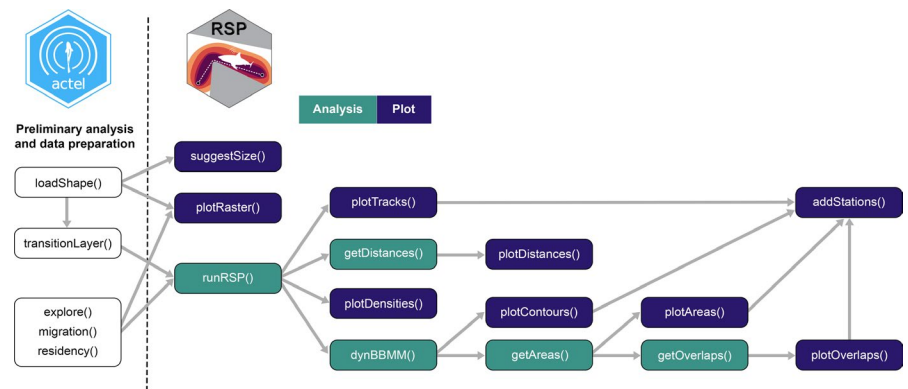 actel
RSP
Analysis
Plot
Preliminary analysis
and data preparation
loadShape()
transitionLayer()
explore()
migration()
residency()
suggestSize()
plotRaster()
runRSP()
plotTracks()
getDistances()
plotDensities()
dynBBMM()
plotDistances()
plotContours()
getAreas()
plotAreas()
getOverlaps()
addStations()
plotOverlaps()